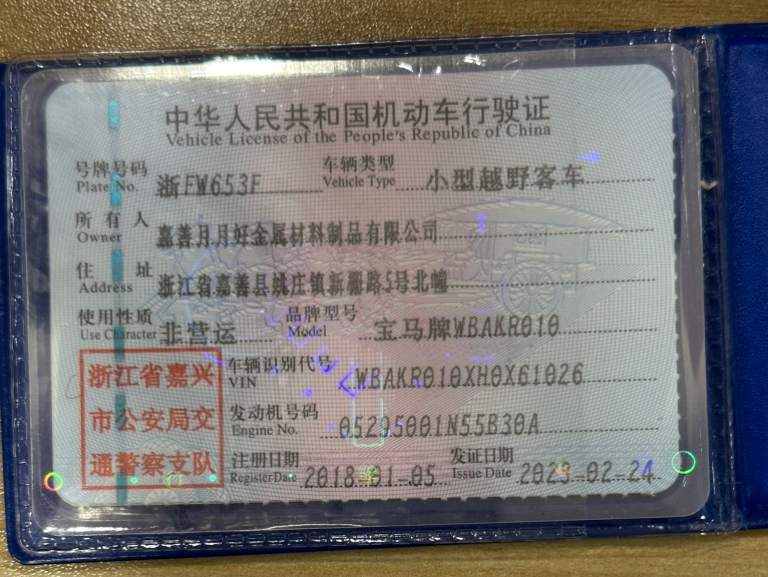 中华人民共和国机动车行驶证
Vehicle License of the People's Republic of China
号牌号码 浙FW653F 车辆类型 小型越野客车
Plate No. Vehicle Type
所有人 嘉善月月好金属材料制品有限公司
Owner
住址 浙江省嘉善县姚庄镇新棚路5号北幢
Address
使用性质 非营运 品牌型号 宝马牌WBAKR010
Use Character Model
浙江省嘉兴
市公安局交
通警察支队
车辆识别代号 WBAKR010XH0X61026
VIN
发动机号码 05295001N55B30A
Engine No.
注册日期 2018-01-05 发证日期 2023-02-24
Register Date Issue Date